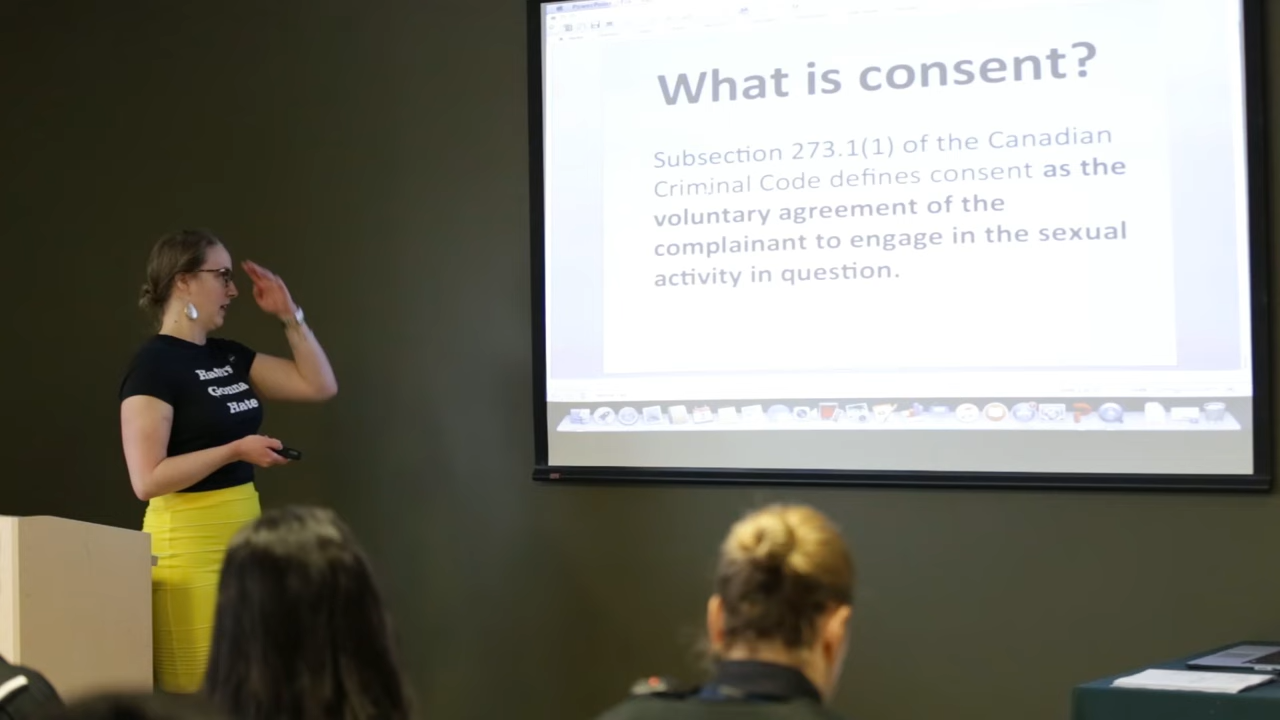 PowerPoint
What is consent?
Subsection 273.1(1) of the Canadian
Criminal Code defines consent as the
voluntary agreement of the
complainant to engage in the sexual
activity in question.
Haters
Gonna
Hate